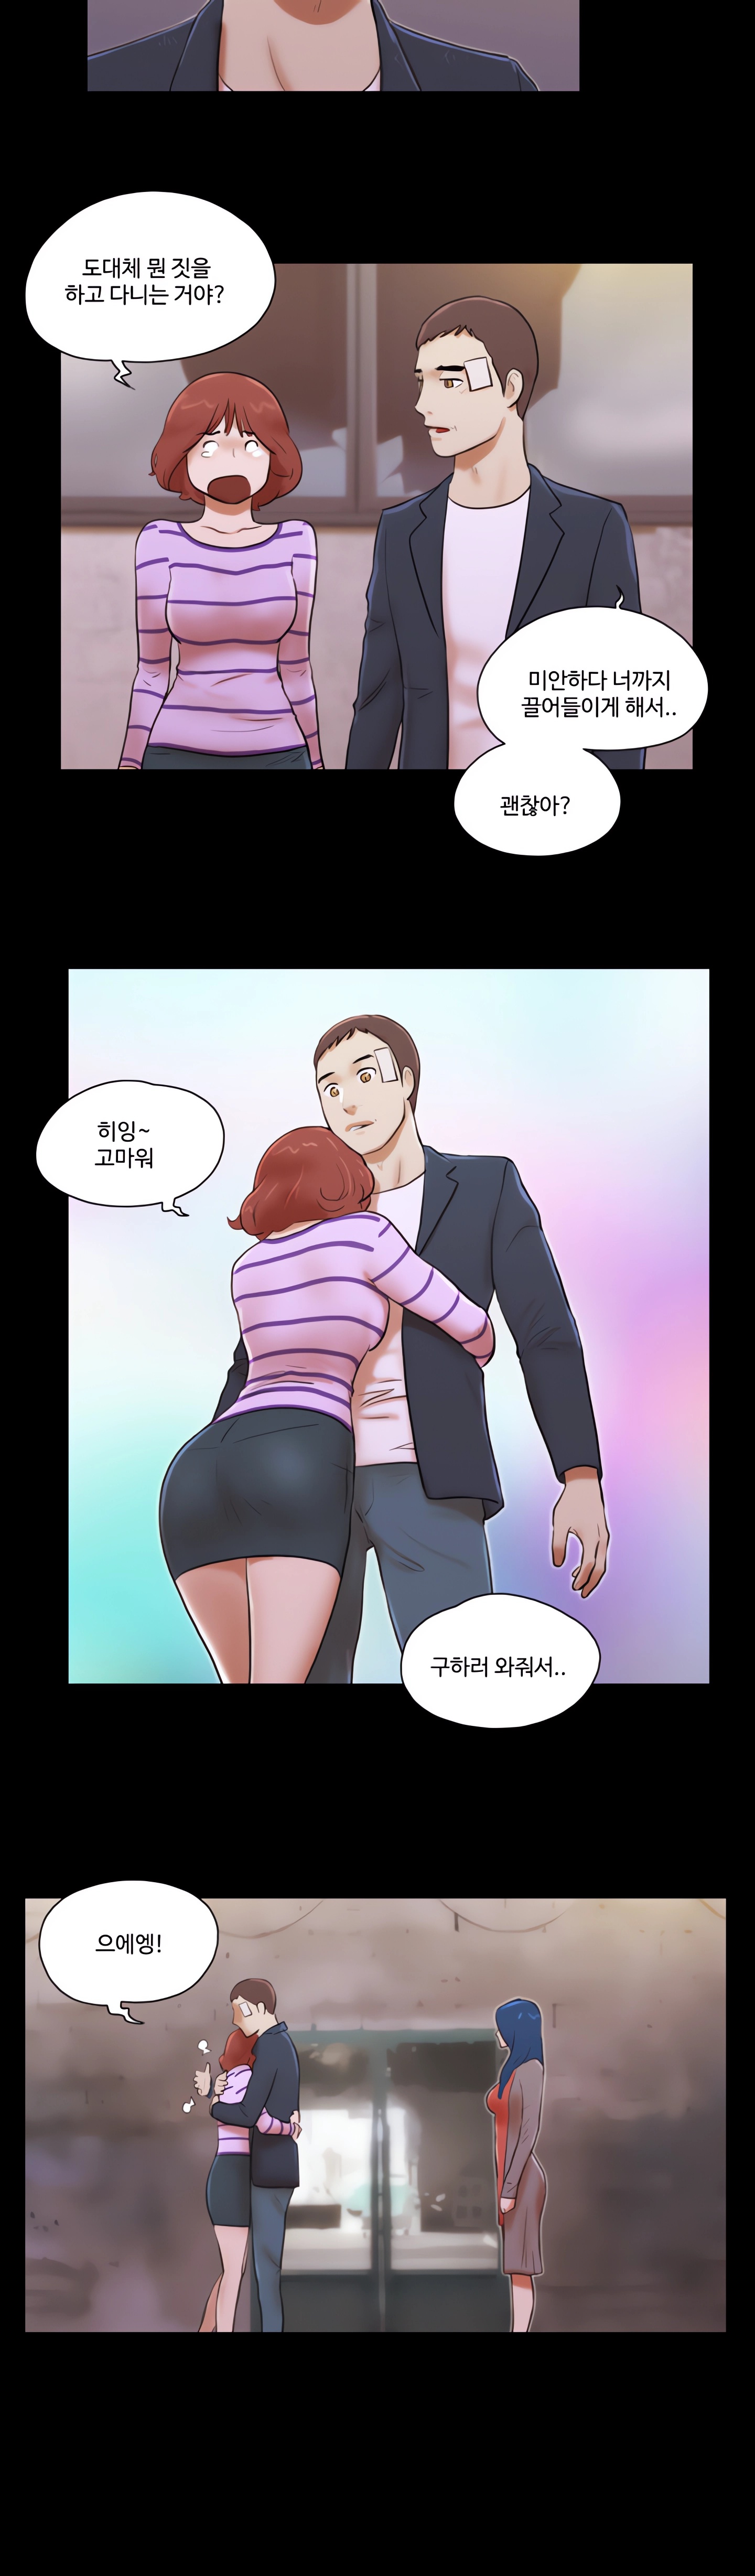 도대체 뭔 짓을
하고 다니는 거야?
미안하다 너까지
끌어들이게 해서..
괜찮아?
히잉~
고마워
구하러 와줘서..
으에엥!